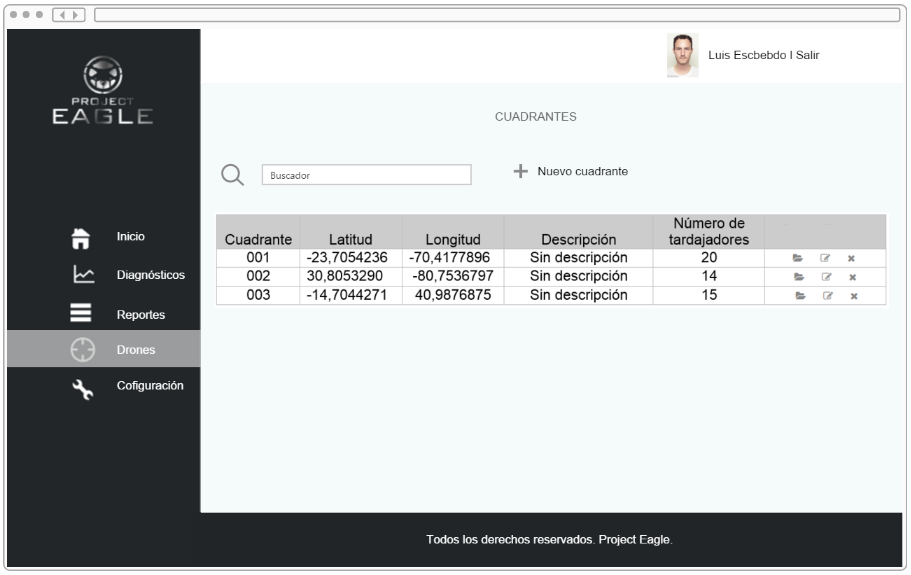 PROJECT
EAGLE
Luis Escbebdo I Salir
CUADRANTES
Buscador
Nuevo cuadrante
Inicio
Diagnósticos
Reportes
Drones
Cofiguración
Cuadrante Latitud Longitud Descripción Número de tardajadores
001 -23,7054236 -70,4177896 Sin descripción 20
002 30,8053290 -80,7536797 Sin descripción 14
003 -14,7044271 40,9876875 Sin descripción 15
Todos los derechos reservados. Project Eagle.